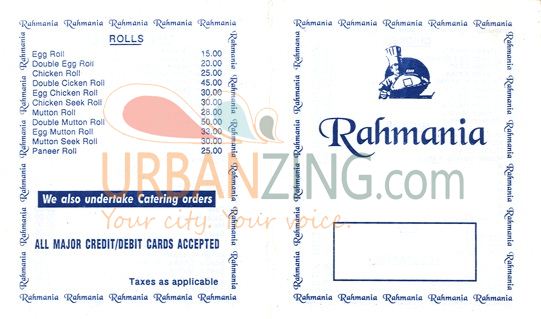 Rahmania Rahmania Rahmania Rahmania Rahmania
ROLLS
Egg Roll 15.00
Double Egg Roll 20.00
Chicken Roll 25.00
Double Cicken Roll 45.00
Egg Chicken Roll 30.00
Chicken Seek Roll 30.00
Mutton Roll 28.00
Double Mutton Roll 50.00
Egg Mutton Roll 33.00
Mutton Seek Roll 30.00
Paneer Roll 25.00
We also undertake Catering orders
ALL MAJOR CREDIT/DEBIT CARDS ACCEPTED
Taxes as applicable
Rahmania Rahmania Rahmania Rahmania Rahmania
Rahmania Rahmania Rahmania Rahmania Rahmania
Rahmania
Rahmania Rahmania Rahmania Rahmania Rahmania
URBANZING.com
Your city. Your voice.